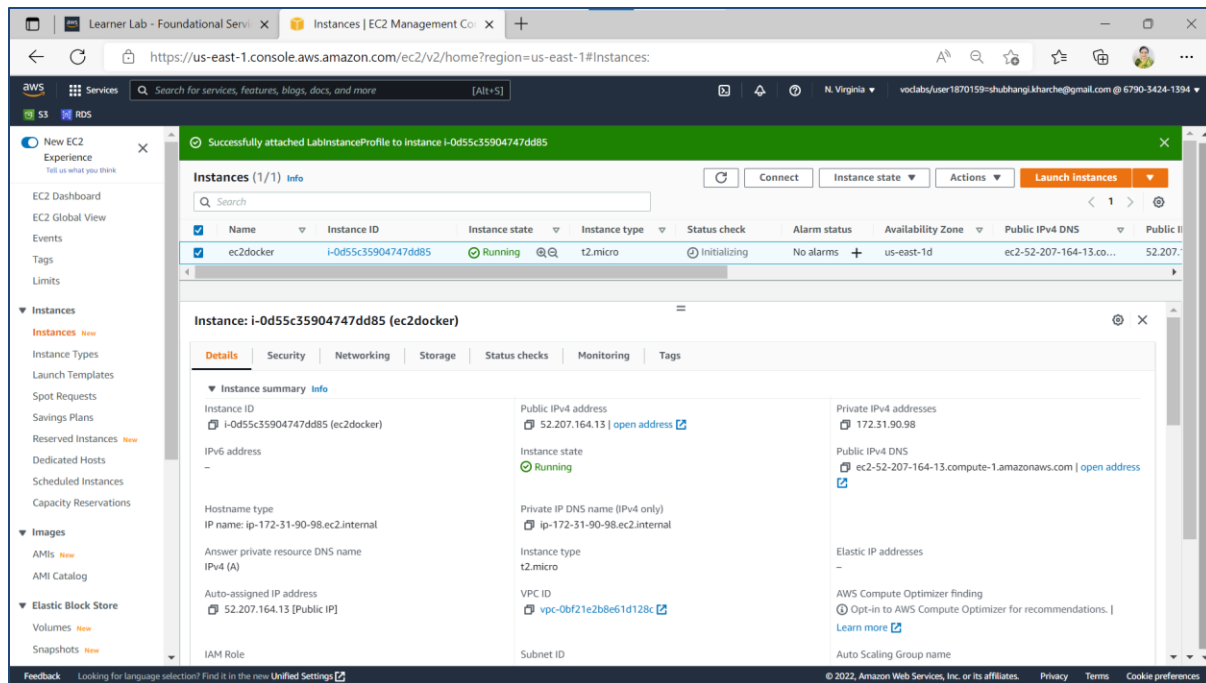 Learner Lab - Foundational Servi
Instances | EC2 Management Con
https://us-east-1.console.aws.amazon.com/ec2/v2/home?region=us-east-1#Instances:
aws Services Search for services, features, blogs, docs, and more [Alt+S] N. Virginia voclabs/user1870159=shubhangi.kharche@gmail.com @ 6790-3424-1394
S3 RDS
New EC2
Experience
Tell us what you think
EC2 Dashboard
EC2 Global View
Events
Tags
Limits
Instances
Instances New
Instance Types
Launch Templates
Spot Requests
Savings Plans
Reserved Instances New
Dedicated Hosts
Scheduled Instances
Capacity Reservations
Images
AMIs New
AMI Catalog
Elastic Block Store
Volumes New
Snapshots New
Successfully attached LabInstanceProfile to instance i-0d55c35904747dd85
Instances (1/1) Info Connect Instance state Actions Launch instances
Search 1
Name Instance ID Instance state Instance type Status check Alarm status Availability Zone Public IPv4 DNS Public
ec2docker i-0d55c35904747dd85 Running t2.micro Initializing No alarms + us-east-1d ec2-52-207-164-13.co... 52.207.
Instance: i-0d55c35904747dd85 (ec2docker)
Details Security Networking Storage Status checks Monitoring Tags
Instance summary Info
Instance ID Public IPv4 address Private IPv4 addresses
i-0d55c35904747dd85 (ec2docker) 52.207.164.13 | open address 172.31.90.98
IPv6 address Instance state Public IPv4 DNS
– Running ec2-52-207-164-13.compute-1.amazonaws.com | open address
Hostname type Private IP DNS name (IPv4 only)
IP name: ip-172-31-90-98.ec2.internal ip-172-31-90-98.ec2.internal
Answer private resource DNS name Instance type Elastic IP addresses
IPv4 (A) t2.micro –
Auto-assigned IP address VPC ID AWS Compute Optimizer finding
52.207.164.13 [Public IP] vpc-0bf21e2b8e61d128c Opt-in to AWS Compute Optimizer for recommendations. |
Learn more
IAM Role Subnet ID Auto Scaling Group name
Feedback Looking for language selection? Find it in the new Unified Settings © 2022, Amazon Web Services, Inc. or its affiliates. Privacy Terms Cookie preferences